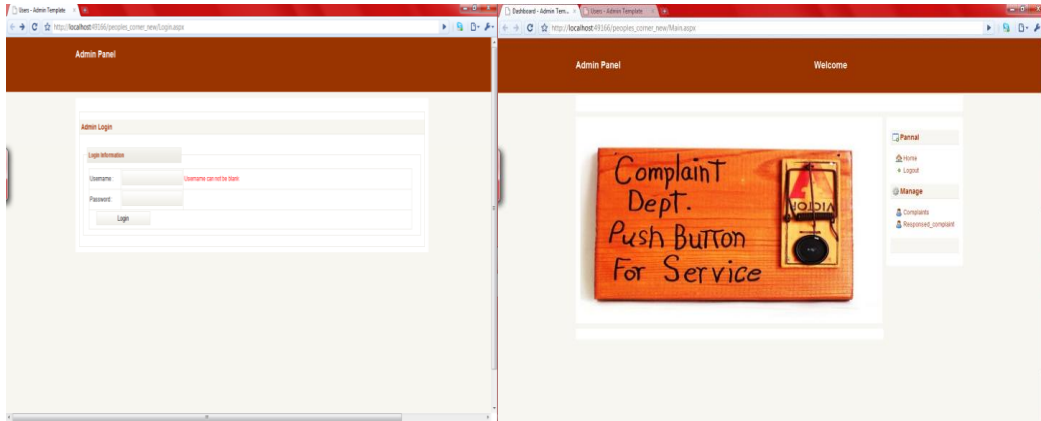 Users - Admin Template
http://localhost:49166/peoples_corner_new/Login.aspx
Admin Panel
Admin Login
Login Information
Username:
Username can not be blank
Password:
Login
Dashboard - Admin Tem...
Users - Admin Template
http://localhost:49166/peoples_corner_new/Main.aspx
Admin Panel
Welcome
Complaint
Dept.
Push Button
For Service
VICTOR
Pannal
Home
Logout
Manage
Complaints
Responsed_complaint